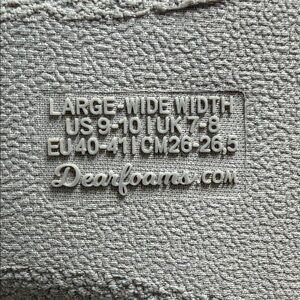 LARGE-WIDE WIDTH
US 9-10 I UK 7-8
EU 40-41 I CM 26-26.5
Dearfoams.com